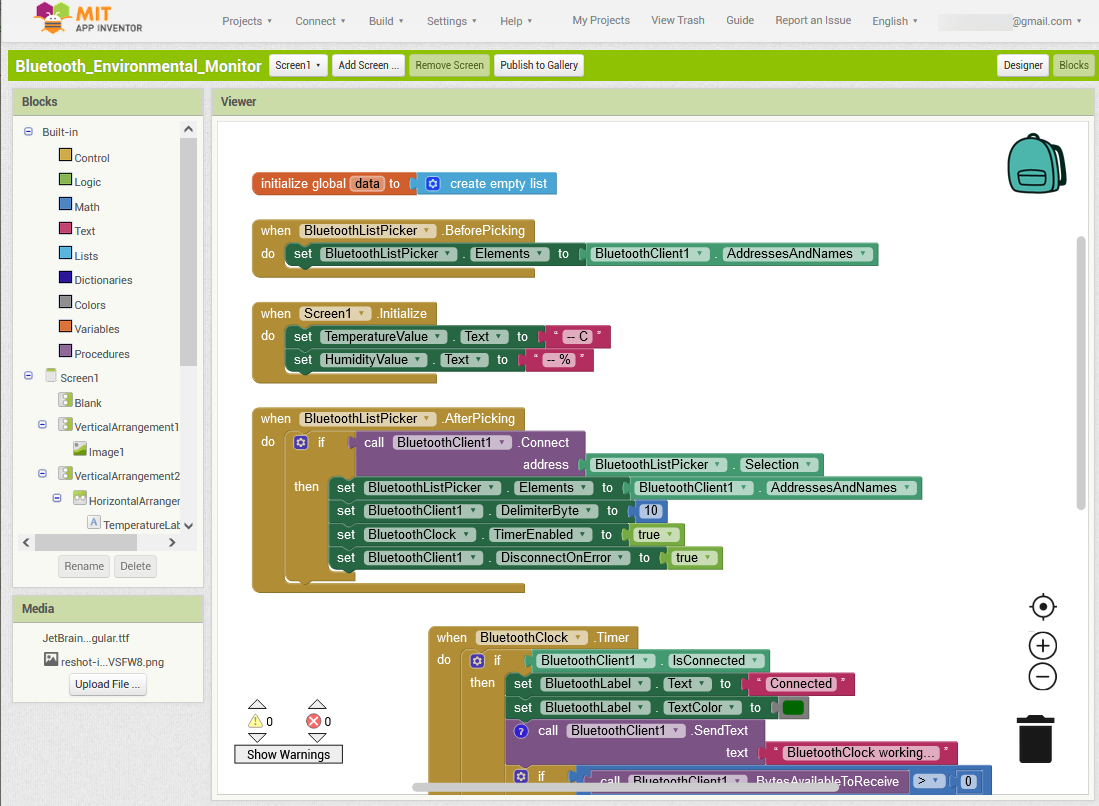 MIT
APP INVENTOR
Projects Connect Build Settings Help My Projects View Trash Guide Report an Issue English @gmail.com
Bluetooth_Environmental_Monitor Screen1 Add Screen ... Remove Screen Publish to Gallery Designer Blocks
Blocks
Built-in
Control
Logic
Math
Text
Lists
Dictionaries
Colors
Variables
Procedures
Screen1
Blank
VerticalArrangement1
Image1
VerticalArrangement2
HorizontalArranger
TemperatureLab
Rename Delete
Media
JetBrain...gular.ttf
reshot-i...VSFW8.png
Upload File ...
Viewer
initialize global data to create empty list
when BluetoothListPicker .BeforePicking
do set BluetoothListPicker . Elements to BluetoothClient1 . AddressesAndNames
when Screen1 .Initialize
do set TemperatureValue . Text to “ -- C ”
set HumidityValue . Text to “ -- % ”
when BluetoothListPicker .AfterPicking
do if call BluetoothClient1 .Connect
address BluetoothListPicker . Selection
then set BluetoothListPicker . Elements to BluetoothClient1 . AddressesAndNames
set BluetoothClient1 . DelimiterByte to 10
set BluetoothClock . TimerEnabled to true
set BluetoothClient1 . DisconnectOnError to true
when BluetoothClock .Timer
do if BluetoothClient1 . IsConnected
then set BluetoothLabel . Text to “ Connected ”
set BluetoothLabel . TextColor to
? call BluetoothClient1 .SendText
text “ BluetoothClock working... ”
if call BluetoothClient1 .BytesAvailableToReceive > 0
0 0
Show Warnings